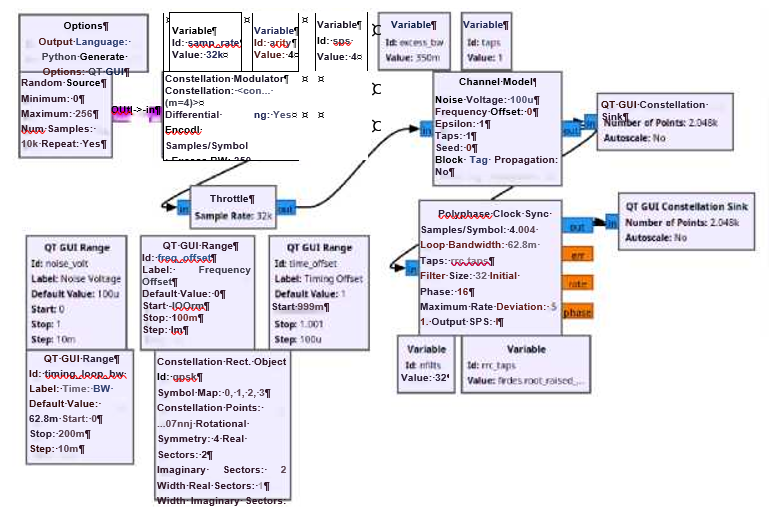 Options
Output Language:
Python Generate
Options: QT GUI
Variable
Id: samp_rate
Value: 32k
Variable
Id: arity
Value: 4
Variable
Id: sps
Value: 4
Variable
Id: excess_bw
Value: 350m
Variable
Id: taps
Value: 1
Random Source
Minimum: 0
Maximum: 256
Num Samples:
10k Repeat: Yes
OUt->-in
Constellation Modulator
Constellation: <con...
(m=4)>
Differential ng: Yes
Encodi
Samples/Symbol
Excess BW: 350
Channel Model
Noise Voltage: 100u
Frequency Offset: 0
Epsilon: 1
Taps: 1
Seed: 0
Block Tag Propagation:
No
in
out
in
QT GUI Constellation
Sink
Number of Points: 2.048k
Autoscale: No
in
Throttle
Sample Rate: 32k
out
in
Polyphase Clock Sync
Samples/Symbol: 4.004
Loop Bandwidth: 62.8m
Taps: rrc_taps
Filter Size: 32 Initial
Phase: 16
Maximum Rate Deviation: 5
1. Output SPS: I
out
err
rate
phase
in
QT GUI Constellation Sink
Number of Points: 2.048k
Autoscale: No
QT GUI Range
Id: noise_volt
Label: Noise Voltage
Default Value: 100u
Start: 0
Stop: 1
Step: 10m
QT GUI Range
Id: freq_offset
Label: Frequency
Offset
Default Value: 0
Start: lOOrn
Stop: 100m
Step: lm
QT GUI Range
Id: time_offset
Label: Timing Offset
Default Value: 1
Start 999m
Stop: 1.001
Step: 100u
QT GUI Range
Id: timing_loop_bw
Label: Time: BW
Default Value:
62.8m Start: 0
Stop: 200m
Step: 10m
Constellation Rect. Object
Id: qpsk
Symbol Map: 0, 1, 2, 3
Constellation Points:
...07nnj Rotational
Symmetry: 4 Real
Sectors: 2
Imaginary Sectors: 2
Width Real Sectors: 1
Width Imaginary Sectors:
Variable
Id: nfilts
Value: 32
Variable
Id: rrc_taps
Value: firdes.root_raised_...